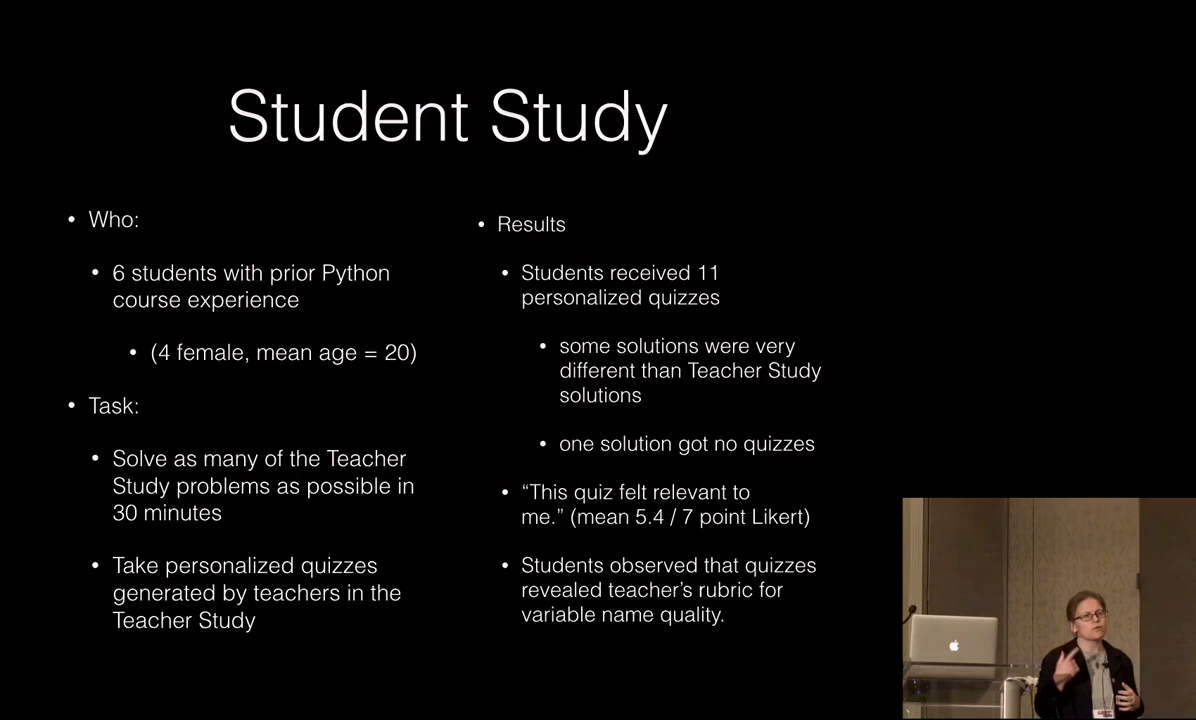 Student Study
• Who:
• 6 students with prior Python
course experience
• (4 female, mean age = 20)
• Task:
• Solve as many of the Teacher
Study problems as possible in
30 minutes
• Take personalized quizzes
generated by teachers in the
Teacher Study
• Results
• Students received 11
personalized quizzes
• some solutions were very
different than Teacher Study
solutions
• one solution got no quizzes
• “This quiz felt relevant to
me.” (mean 5.4 / 7 point Likert)
• Students observed that quizzes
revealed teacher’s rubric for
variable name quality.